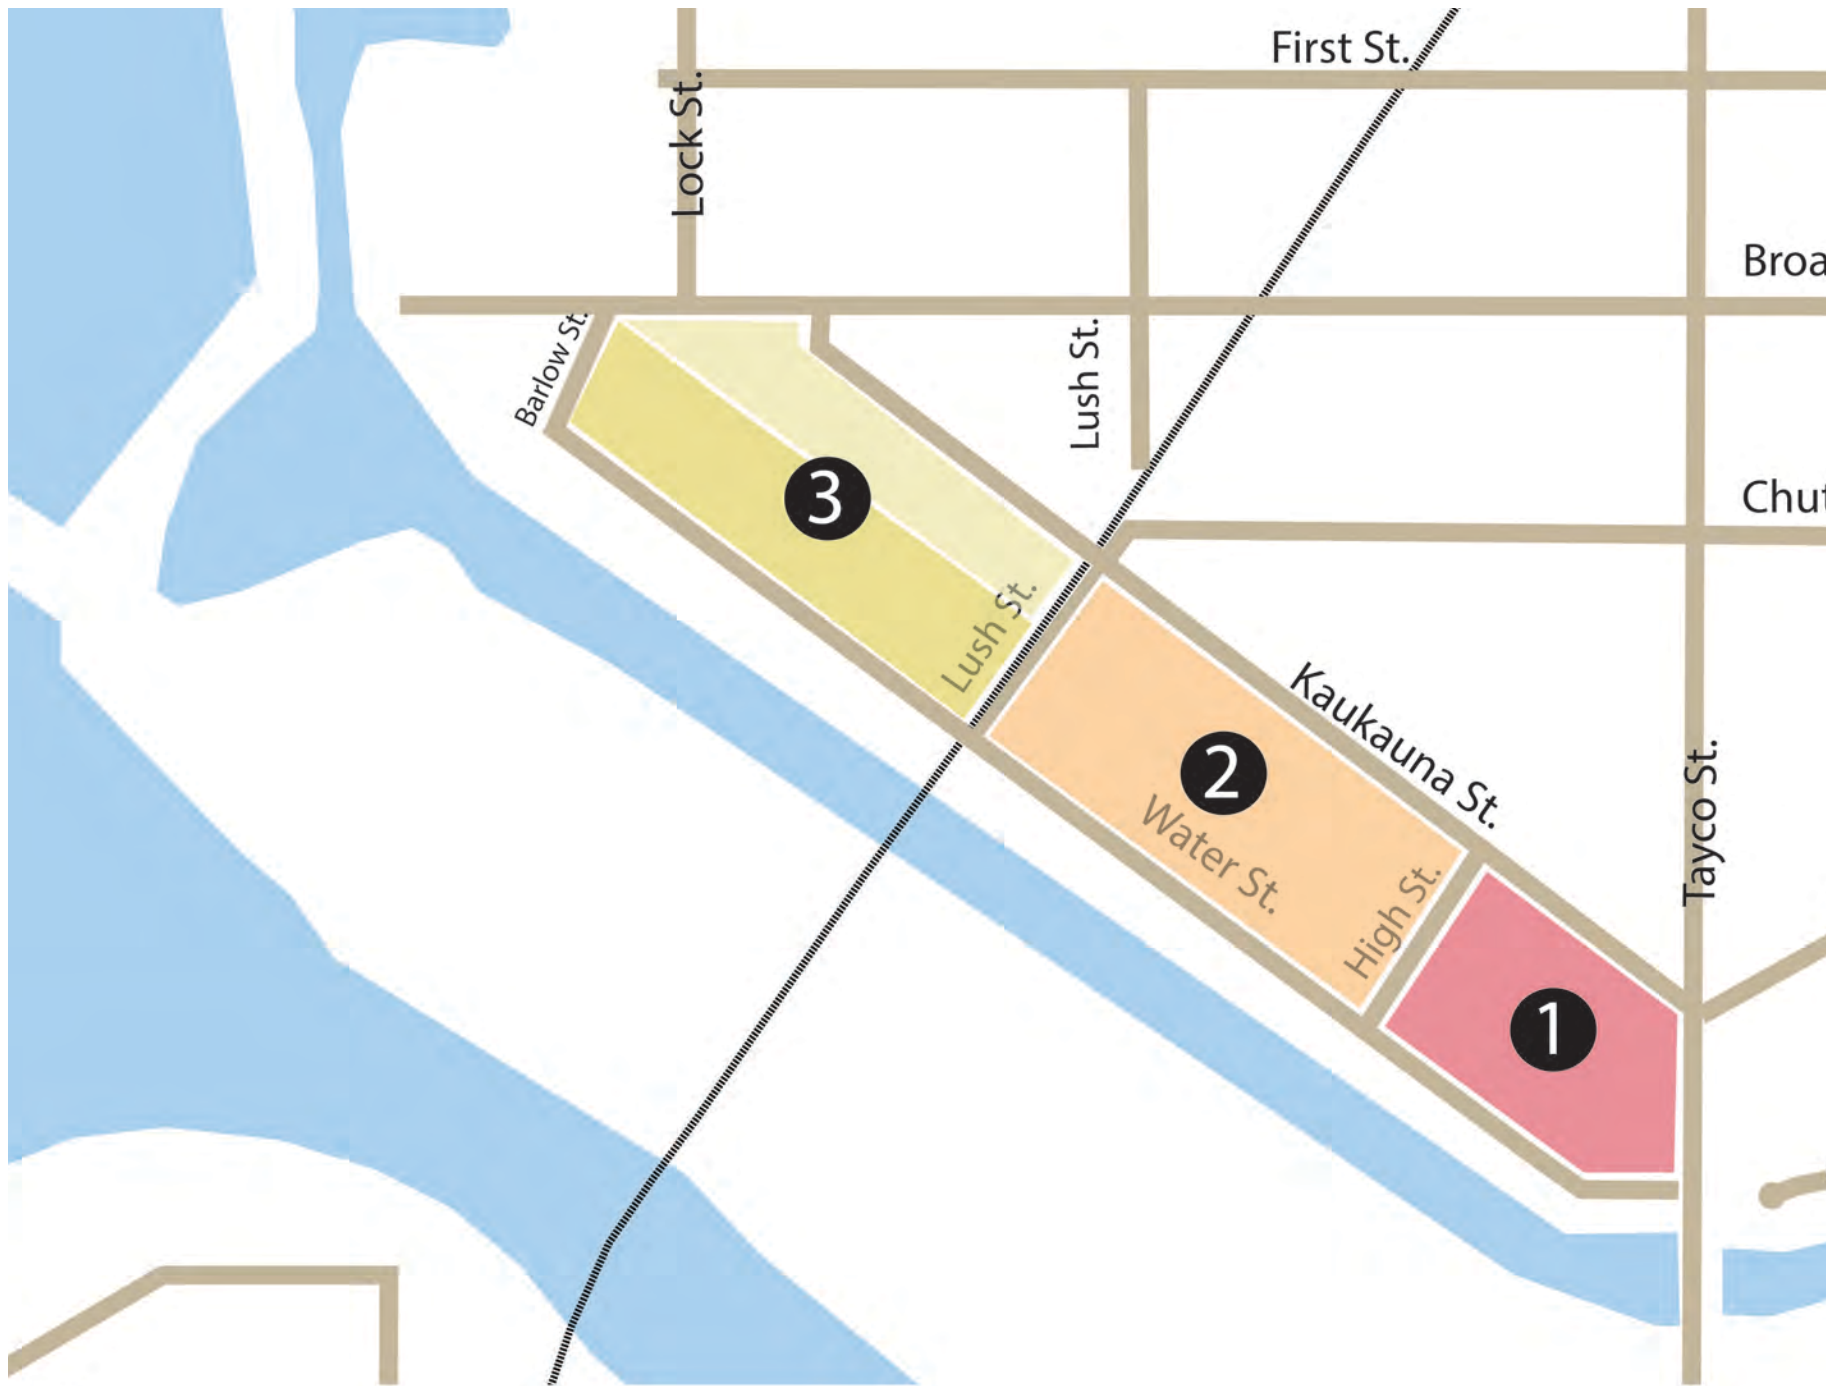 First St.
Lock St.
Broa
Barlow St.
Lush St.
Chut
3
Lush St.
Kaukauna St.
2
Water St.
Tayco St.
High St.
1